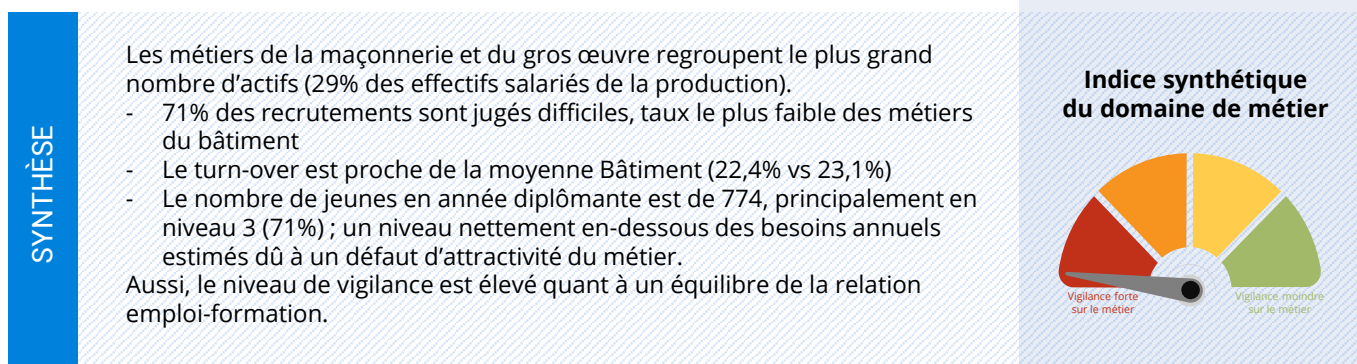 SYNTHÈSE
Les métiers de la maçonnerie et du gros œuvre regroupent le plus grand
nombre d’actifs (29% des effectifs salariés de la production).
- 71% des recrutements sont jugés difficiles, taux le plus faible des métiers
du bâtiment
- Le turn-over est proche de la moyenne Bâtiment (22,4% vs 23,1%)
- Le nombre de jeunes en année diplômante est de 774, principalement en
niveau 3 (71%) ; un niveau nettement en-dessous des besoins annuels
estimés dû à un défaut d’attractivité du métier.
Aussi, le niveau de vigilance est élevé quant à un équilibre de la relation
emploi-formation.
Indice synthétique
du domaine de métier
Vigilance forte
sur le métier
Vigilance moindre
sur le métier